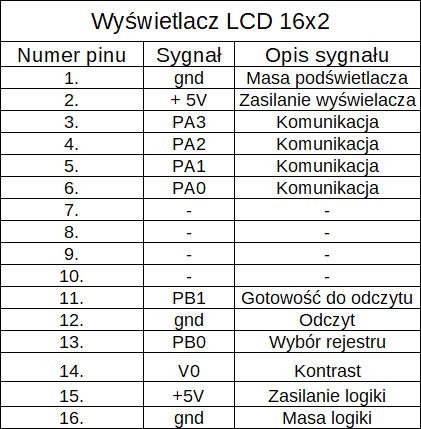 Wyświetlacz LCD 16x2
Numer pinu Sygnał Opis sygnału
1. gnd Masa podświetlacza
2. + 5V Zasilanie wyświelacza
3. PA3 Komunikacja
4. PA2 Komunikacja
5. PA1 Komunikacja
6. PA0 Komunikacja
7. - -
8. - -
9. - -
10. - -
11. PB1 Gotowość do odczytu
12. gnd Odczyt
13. PB0 Wybór rejestru
14. V0 Kontrast
15. +5V Zasilanie logiki
16. gnd Masa logiki